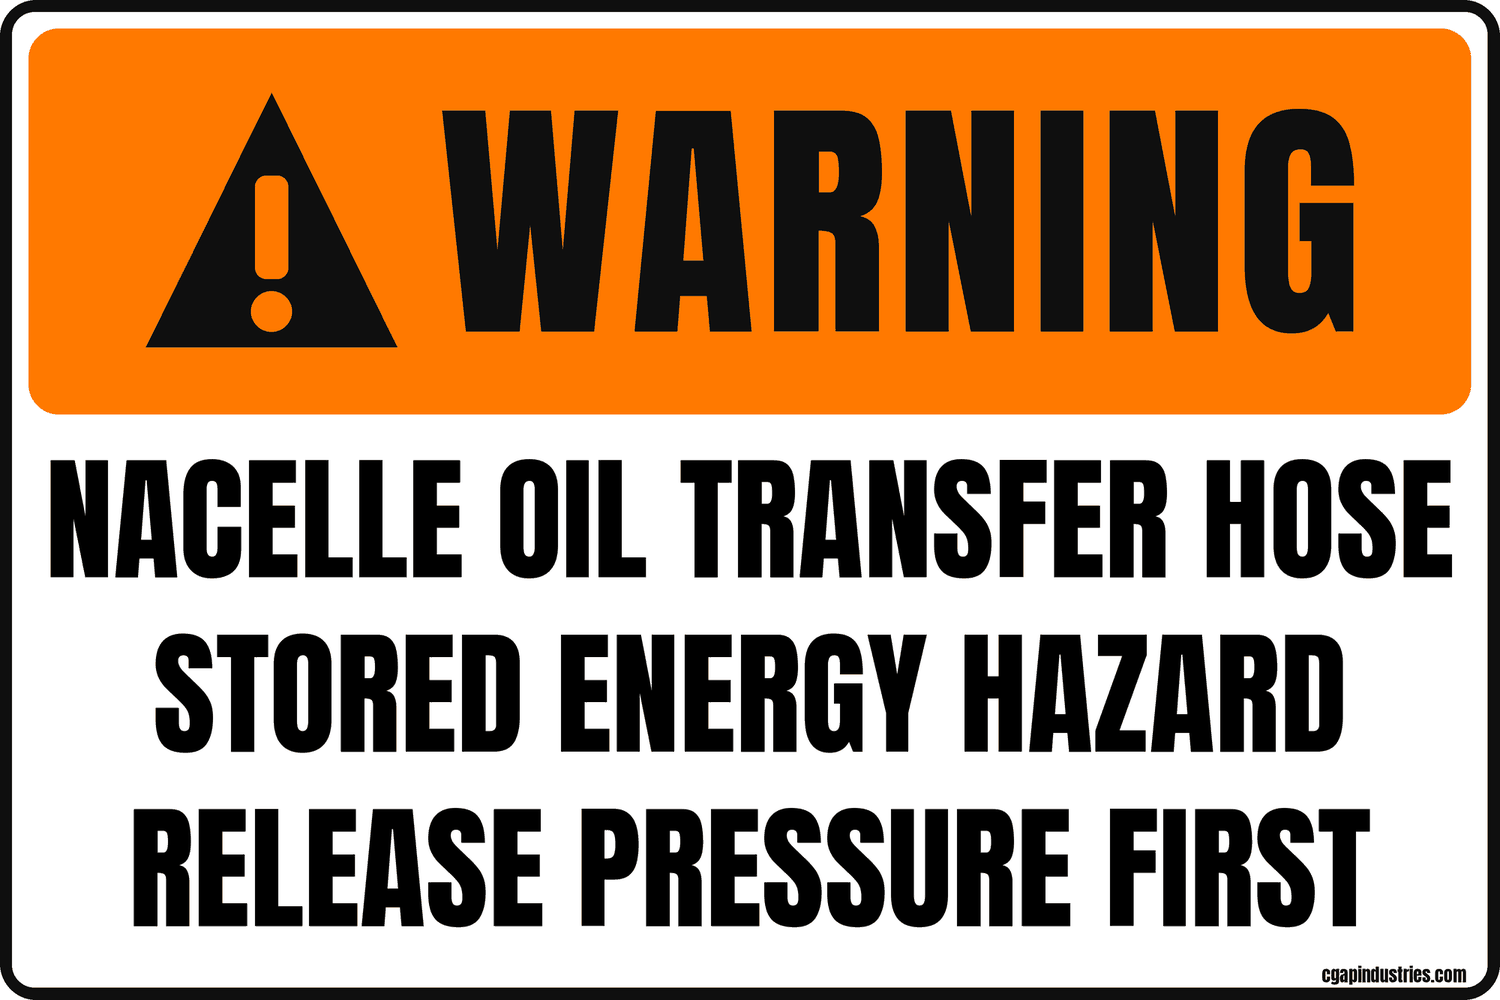 WARNING
NACELLE OIL TRANSFER HOSE
STORED ENERGY HAZARD
RELEASE PRESSURE FIRST
cgapindustries.com